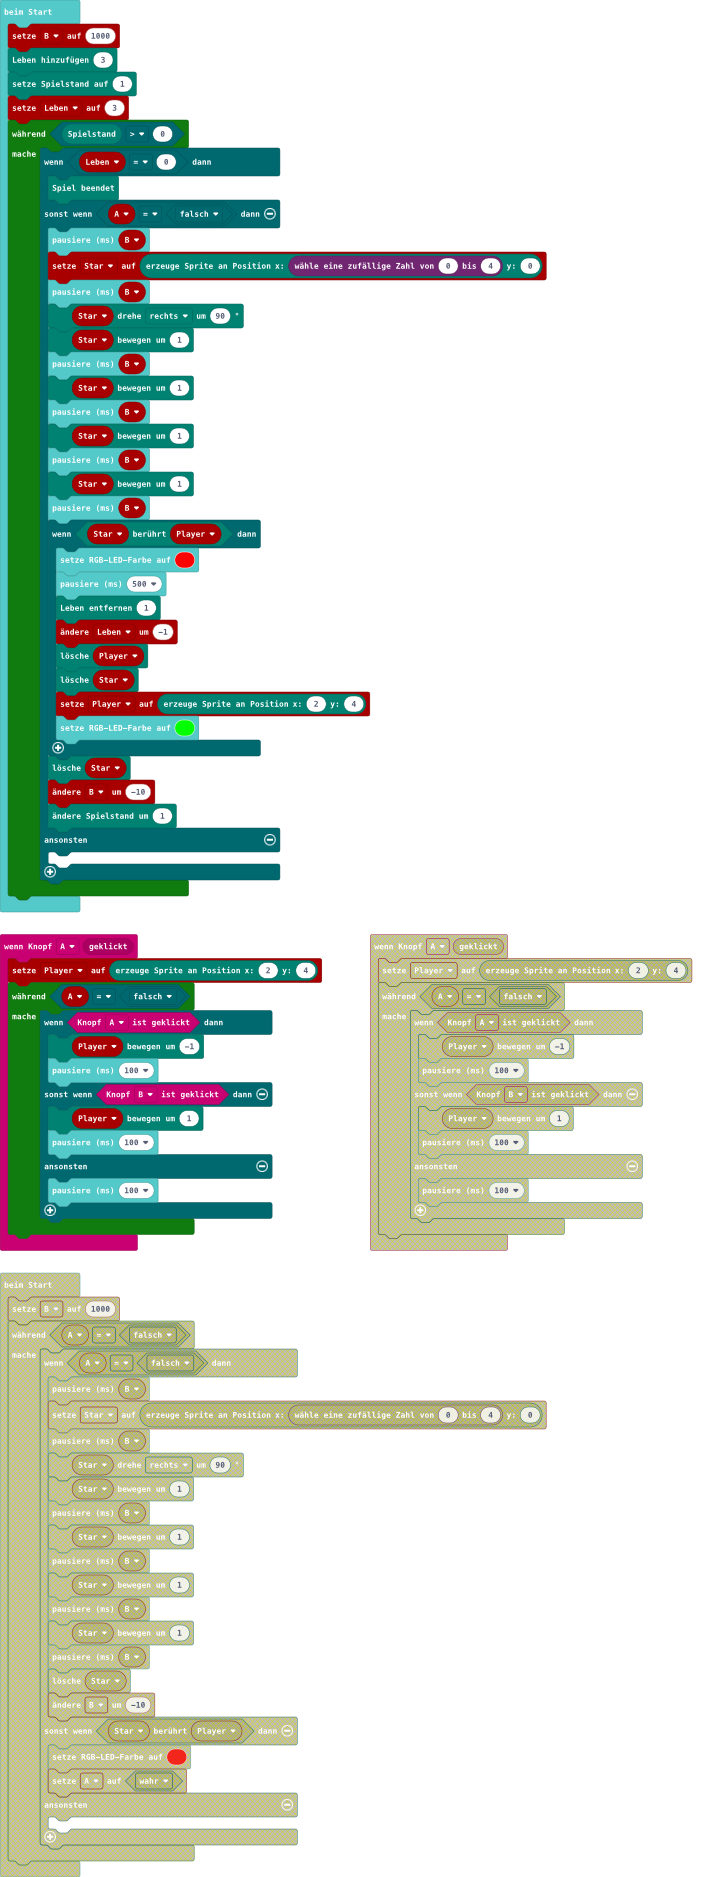 beim Start
setze B auf 1000
Leben hinzufügen 3
setze Spielstand auf 1
setze Leben auf 3
während Spielstand > 0
mache
wenn Leben = 0 dann
Spiel beendet
sonst wenn A = falsch dann
pausiere (ms) B
setze Star auf erzeuge Sprite an Position x: wähle eine zufällige Zahl von 0 bis 4 y: 0
pausiere (ms) B
Star drehe rechts um 90 °
Star bewegen um 1
pausiere (ms) B
Star bewegen um 1
pausiere (ms) B
Star bewegen um 1
pausiere (ms) B
Star bewegen um 1
pausiere (ms) B
wenn Star berührt Player dann
setze RGB-LED-Farbe auf
pausiere (ms) 500
Leben entfernen 1
ändere Leben um -1
lösche Player
lösche Star
setze Player auf erzeuge Sprite an Position x: 2 y: 4
setze RGB-LED-Farbe auf
lösche Star
ändere B um -10
ändere Spielstand um 1
ansonsten
wenn Knopf A geklickt
setze Player auf erzeuge Sprite an Position x: 2 y: 4
während A = falsch
mache
wenn Knopf A ist geklickt dann
Player bewegen um -1
pausiere (ms) 100
sonst wenn Knopf B ist geklickt dann
Player bewegen um 1
pausiere (ms) 100
ansonsten
pausiere (ms) 100
wenn Knopf A geklickt
setze Player auf erzeuge Sprite an Position x: 2 y: 4
während A = falsch
mache
wenn Knopf A ist geklickt dann
Player bewegen um -1
pausiere (ms) 100
sonst wenn Knopf B ist geklickt dann
Player bewegen um 1
pausiere (ms) 100
ansonsten
pausiere (ms) 100
beim Start
setze B auf 1000
während A = falsch
mache
wenn A = falsch dann
pausiere (ms) B
setze Star auf erzeuge Sprite an Position x: wähle eine zufällige Zahl von 0 bis 4 y: 0
pausiere (ms) B
Star drehe rechts um 90 °
Star bewegen um 1
pausiere (ms) B
Star bewegen um 1
pausiere (ms) B
Star bewegen um 1
pausiere (ms) B
Star bewegen um 1
pausiere (ms) B
lösche Star
ändere B um -10
sonst wenn Star berührt Player dann
setze RGB-LED-Farbe auf
setze A auf wahr
ansonsten